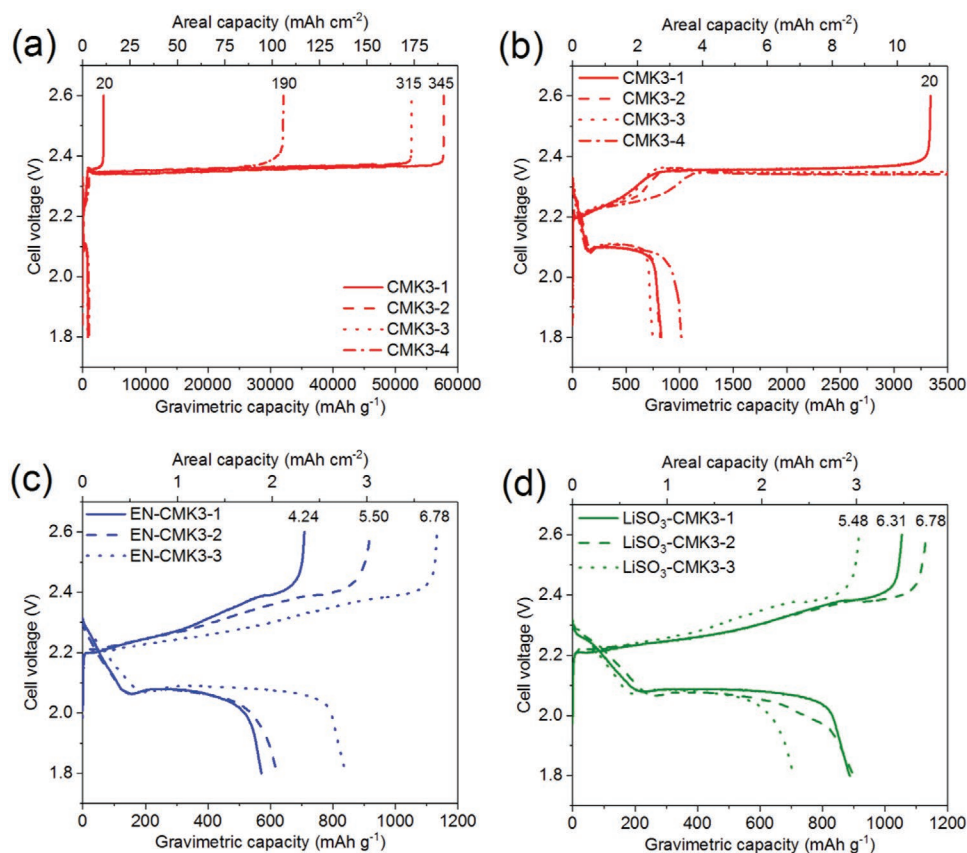 (a)
Areal capacity (mAh cm⁻²)
0 25 50 75 100 125 150 175
20 190 315 345
2.6
2.4
2.2
2.0
1.8
Cell voltage (V)
CMK3-1
CMK3-2
CMK3-3
CMK3-4
0 10000 20000 30000 40000 50000 60000
Gravimetric capacity (mAh g⁻¹)
(b)
Areal capacity (mAh cm⁻²)
0 2 4 6 8 10
CMK3-1
CMK3-2
CMK3-3
CMK3-4
20
2.6
2.4
2.2
2.0
1.8
Cell voltage (V)
0 500 1000 1500 2000 2500 3000 3500
Gravimetric capacity (mAh g⁻¹)
(c)
Areal capacity (mAh cm⁻²)
0 1 2 3
EN-CMK3-1
EN-CMK3-2
EN-CMK3-3
4.24 5.50 6.78
2.6
2.4
2.2
2.0
1.8
Cell voltage (V)
0 200 400 600 800 1000 1200
Gravimetric capacity (mAh g⁻¹)
(d)
Areal capacity (mAh cm⁻²)
0 1 2 3
LiSO₃-CMK3-1
LiSO₃-CMK3-2
LiSO₃-CMK3-3
5.48 6.31 6.78
2.6
2.4
2.2
2.0
1.8
Cell voltage (V)
0 200 400 600 800 1000 1200
Gravimetric capacity (mAh g⁻¹)